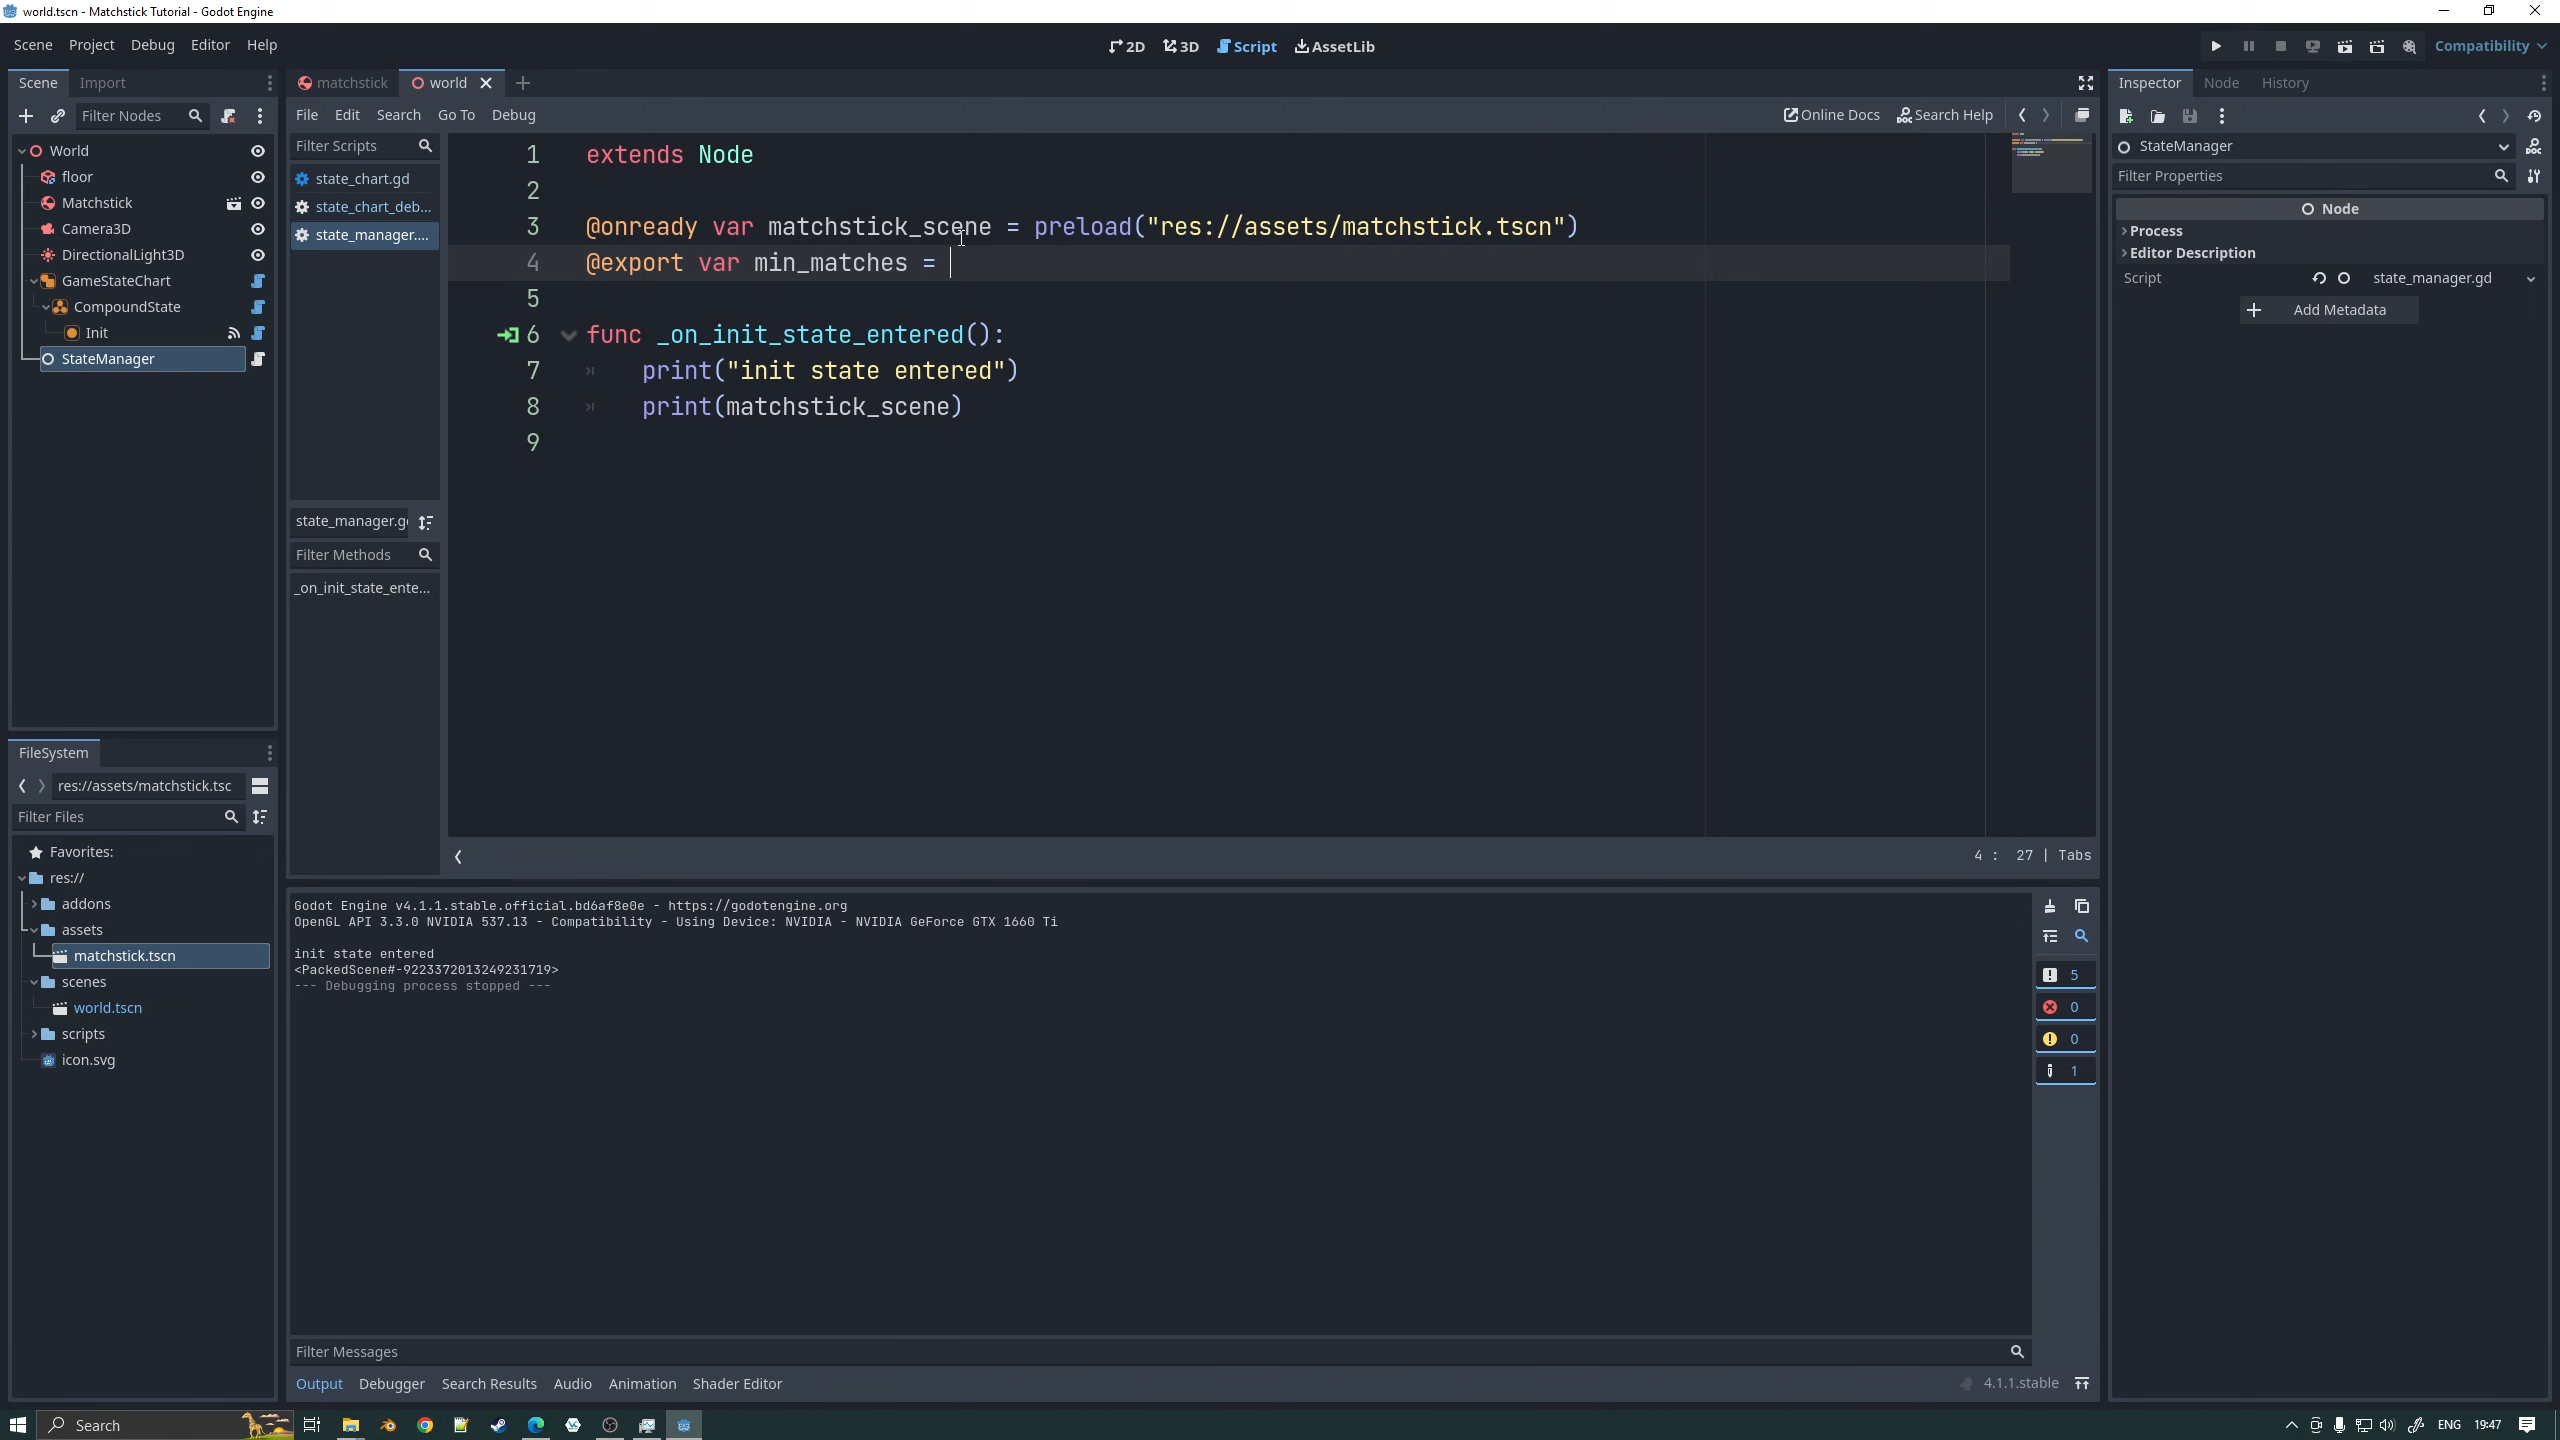 world.tscn - Matchstick Tutorial - Godot Engine
Scene Project Debug Editor Help
2D 3D Script AssetLib
Compatibility
Scene Import
Filter Nodes
World
floor
Matchstick
Camera3D
DirectionalLight3D
GameStateChart
CompoundState
Init
StateManager
FileSystem
res://assets/matchstick.tsc
Filter Files
Favorites:
res://
addons
assets
matchstick.tscn
scenes
world.tscn
scripts
icon.svg
matchstick world
File Edit Search Go To Debug
Online Docs Search Help
Filter Scripts
state_chart.gd
state_chart_deb...
state_manager....
state_manager.g
Filter Methods
_on_init_state_ente...
1 extends Node
2
3 @onready var matchstick_scene = preload("res://assets/matchstick.tscn")
4 @export var min_matches =
5
6 func _on_init_state_entered():
7 print("init state entered")
8 print(matchstick_scene)
9
4 : 27 | Tabs
Godot Engine v4.1.1.stable.official.bd6af8e0e - https://godotengine.org
OpenGL API 3.3.0 NVIDIA 537.13 - Compatibility - Using Device: NVIDIA - NVIDIA GeForce GTX 1660 Ti
init state entered
<PackedScene#-9223372013249231719>
--- Debugging process stopped ---
5
0
0
1
Filter Messages
Output Debugger Search Results Audio Animation Shader Editor
4.1.1.stable
Inspector Node History
StateManager
Filter Properties
Node
Process
Editor Description
Script state_manager.gd
Add Metadata
Search
ENG 19:47